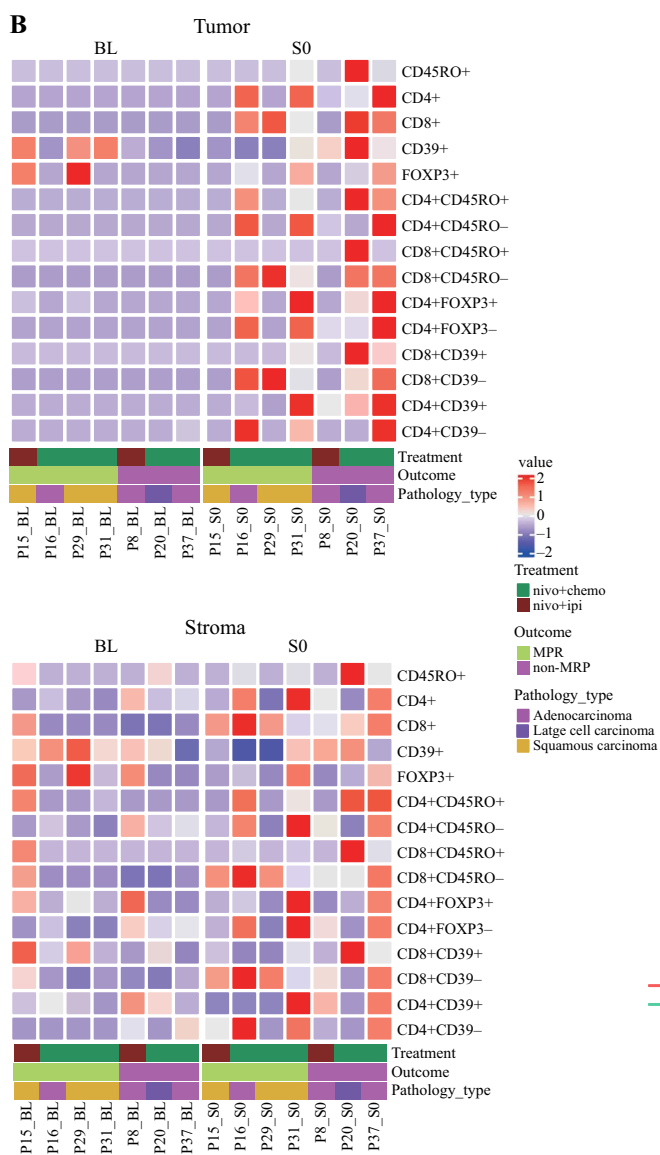 B
Tumor
BL S0
CD45RO+
CD4+
CD8+
CD39+
FOXP3+
CD4+CD45RO+
CD4+CD45RO–
CD8+CD45RO+
CD8+CD45RO–
CD4+FOXP3+
CD4+FOXP3–
CD8+CD39+
CD8+CD39–
CD4+CD39+
CD4+CD39–
Treatment
Outcome
Pathology_type
P15_BL P16_BL P29_BL P31_BL P8_BL P20_BL P37_BL P15_S0 P16_S0 P29_S0 P31_S0 P8_S0 P20_S0 P37_S0
value
2
1
0
–1
–2
Treatment
nivo+chemo
nivo+ipi
Outcome
MPR
non-MRP
Pathology_type
Adenocarcinoma
Latge cell carcinoma
Squamous carcinoma
Stroma
BL S0
CD45RO+
CD4+
CD8+
CD39+
FOXP3+
CD4+CD45RO+
CD4+CD45RO–
CD8+CD45RO+
CD8+CD45RO–
CD4+FOXP3+
CD4+FOXP3–
CD8+CD39+
CD8+CD39–
CD4+CD39+
CD4+CD39–
Treatment
Outcome
Pathology_type
P15_BL P16_BL P29_BL P31_BL P8_BL P20_BL P37_BL P15_S0 P16_S0 P29_S0 P31_S0 P8_S0 P20_S0 P37_S0